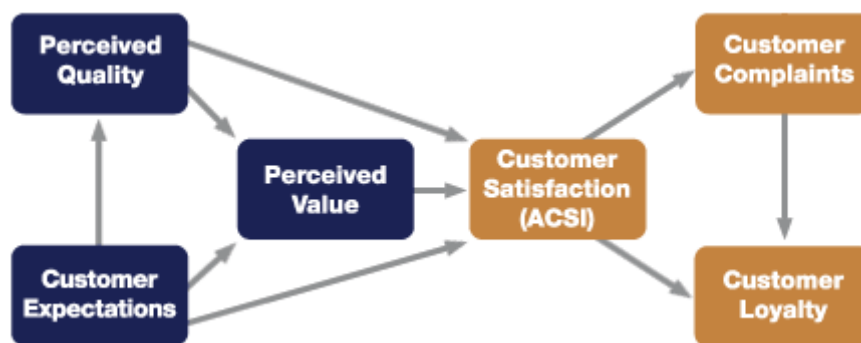 Perceived
Quality
Customer
Complaints
Perceived
Value
Customer
Satisfaction
(ACSI)
Customer
Expectations
Customer
Loyalty